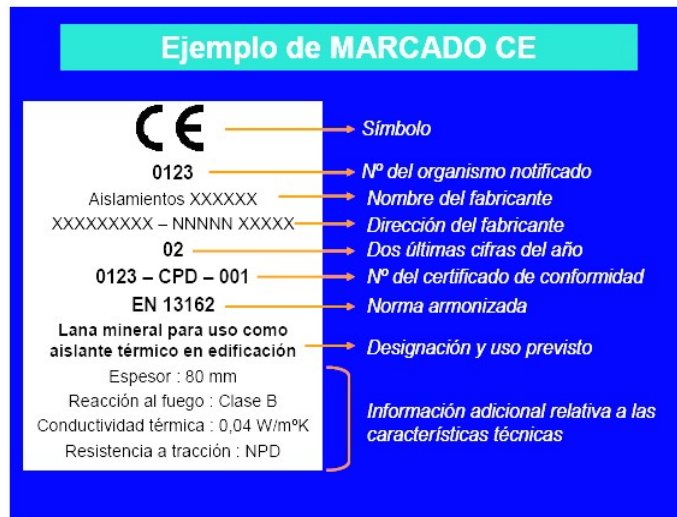 Ejemplo de MARCADO CE
CE
Símbolo
0123
Nº del organismo notificado
Aislamientos XXXXXX
Nombre del fabricante
XXXXXXXXX – NNNNN XXXXX
Dirección del fabricante
02
Dos últimas cifras del año
0123 – CPD – 001
Nº del certificado de conformidad
EN 13162
Norma armonizada
Lana mineral para uso como
aislante térmico en edificación
Designación y uso previsto
Espesor : 80 mm
Reacción al fuego : Clase B
Conductividad térmica : 0,04 W/mºK
Resistencia a tracción : NPD
Información adicional relativa a las
características técnicas